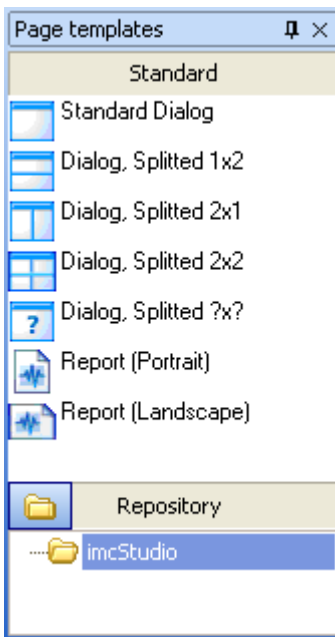 Page templates
Standard
Standard Dialog
Dialog, Splitted 1x2
Dialog, Splitted 2x1
Dialog, Splitted 2x2
? Dialog, Splitted ?x?
Report (Portrait)
Report (Landscape)
Repository
imcStudio